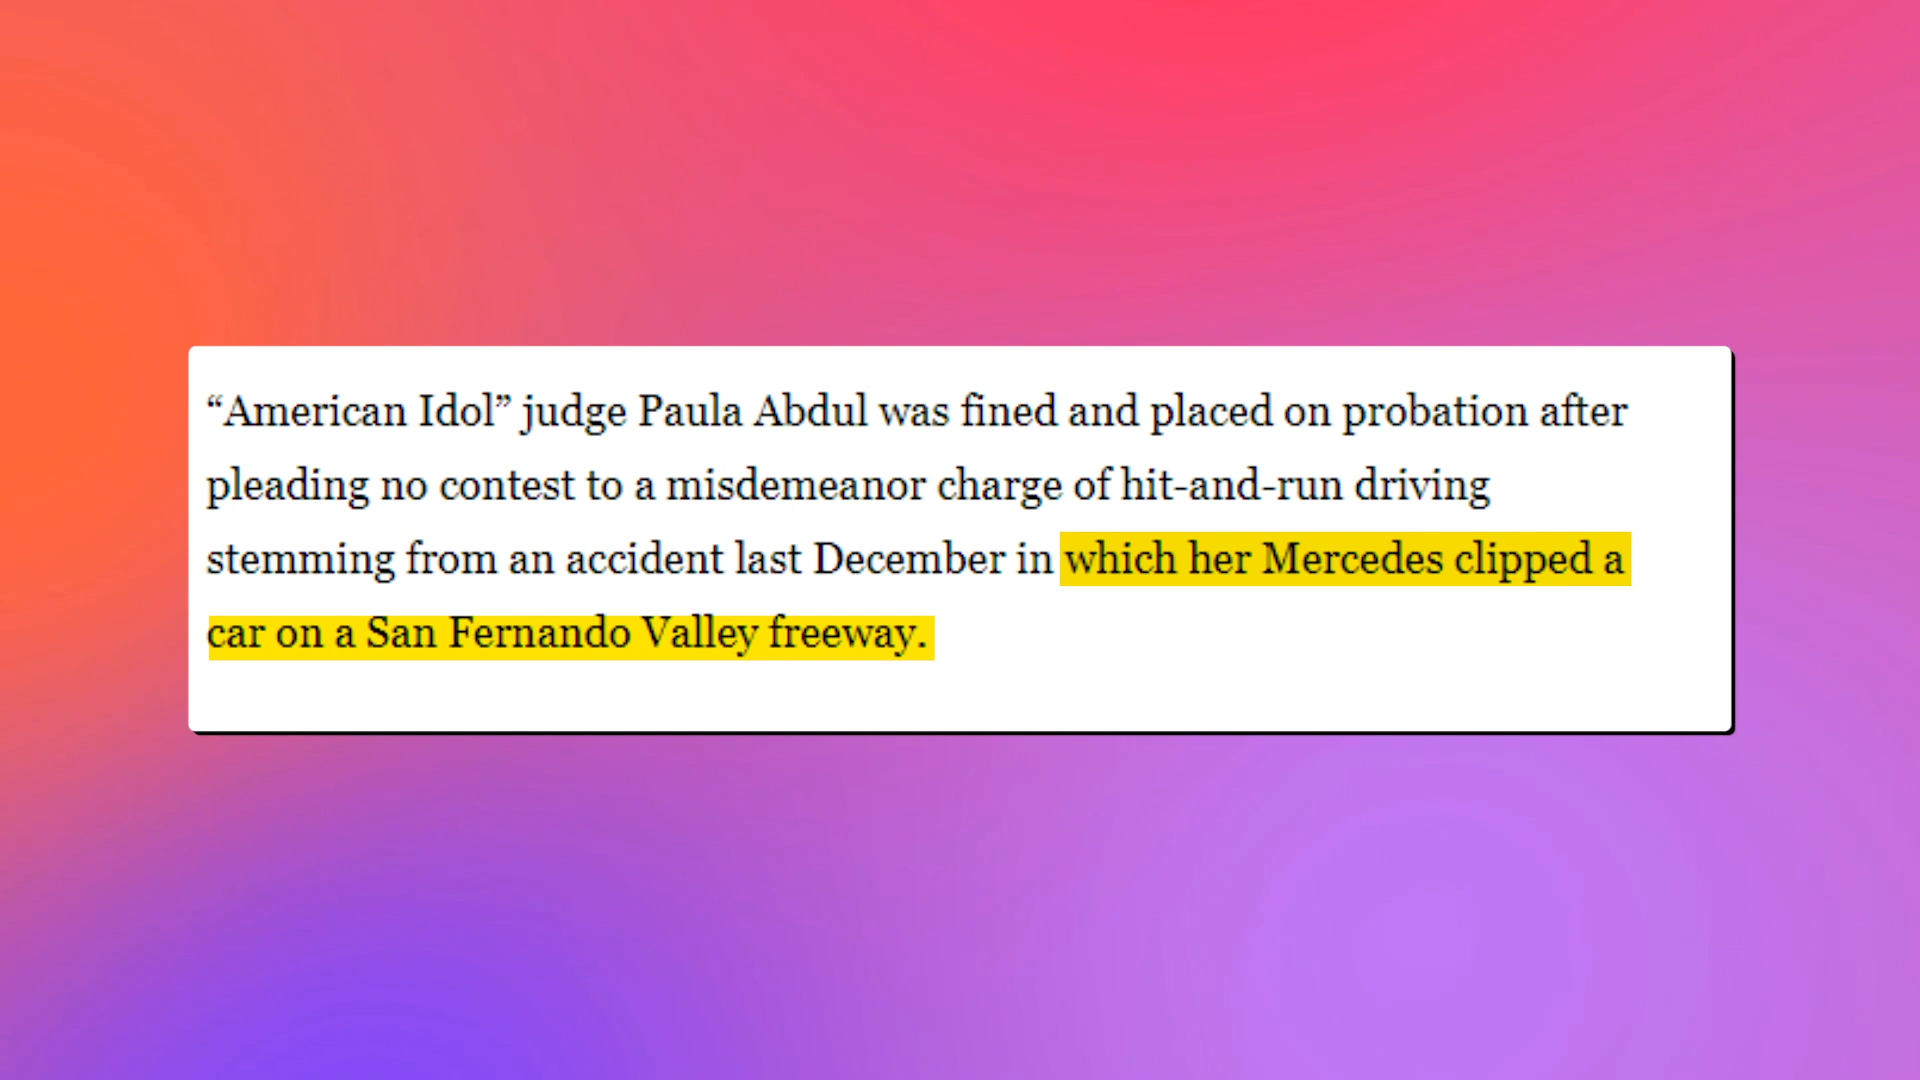 “American Idol” judge Paula Abdul was fined and placed on probation after
pleading no contest to a misdemeanor charge of hit-and-run driving
stemming from an accident last December in which her Mercedes clipped a
car on a San Fernando Valley freeway.